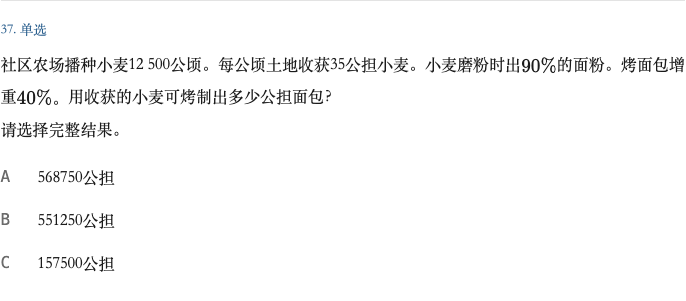 37. 单选
社区农场播种小麦12 500公顷。每公顷土地收获35公担小麦。小麦磨粉时出90%的面粉。烤面包增
重40%。用收获的小麦可烤制出多少公担面包?
请选择完整结果。
A 568750公担
B 551250公担
C 157500公担